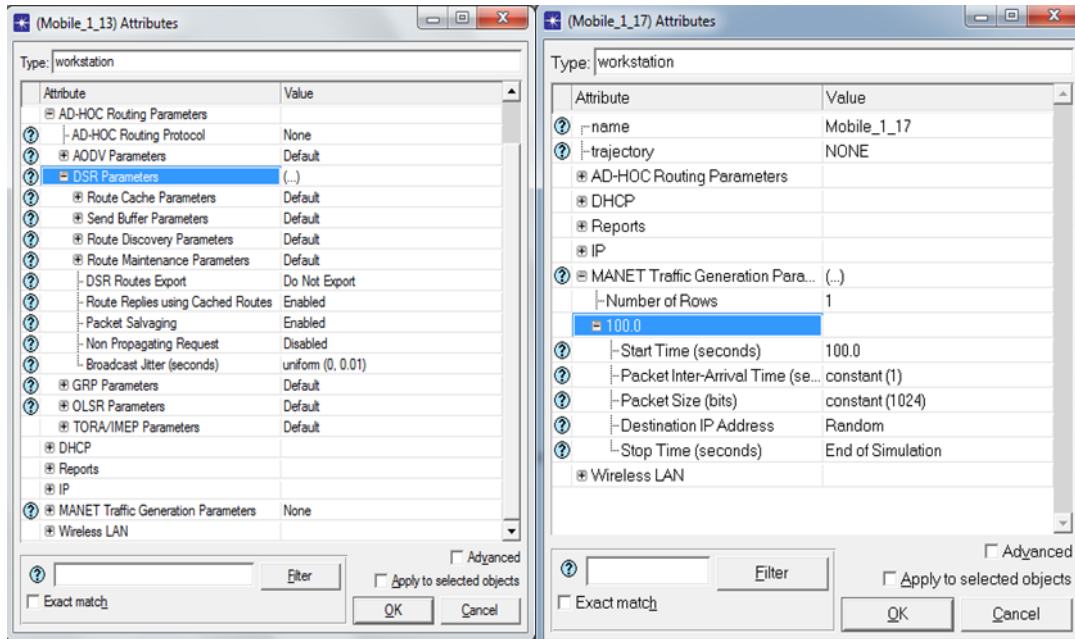 (Mobile_1_13) Attributes
Type: workstation
Attribute Value
AD-HOC Routing Parameters
AD-HOC Routing Protocol None
AODV Parameters Default
DSR Parameters (...)
Route Cache Parameters Default
Send Buffer Parameters Default
Route Discovery Parameters Default
Route Maintenance Parameters Default
DSR Routes Export Do Not Export
Route Replies using Cached Routes Enabled
Packet Salvaging Enabled
Non Propagating Request Disabled
Broadcast Jitter (seconds) uniform (0, 0.01)
GRP Parameters Default
OLSR Parameters Default
TORA/IMEP Parameters Default
DHCP
Reports
IP
MANET Traffic Generation Parameters None
Wireless LAN
Advanced
Filter
Apply to selected objects
Exact match
OK Cancel
(Mobile_1_17) Attributes
Type: workstation
Attribute Value
name Mobile_1_17
trajectory NONE
AD-HOC Routing Parameters
DHCP
Reports
IP
MANET Traffic Generation Para... (...)
Number of Rows 1
100.0
Start Time (seconds) 100.0
Packet Inter-Arrival Time (se... constant (1)
Packet Size (bits) constant (1024)
Destination IP Address Random
Stop Time (seconds) End of Simulation
Wireless LAN
Advanced
Filter
Apply to selected objects
Exact match
OK Cancel